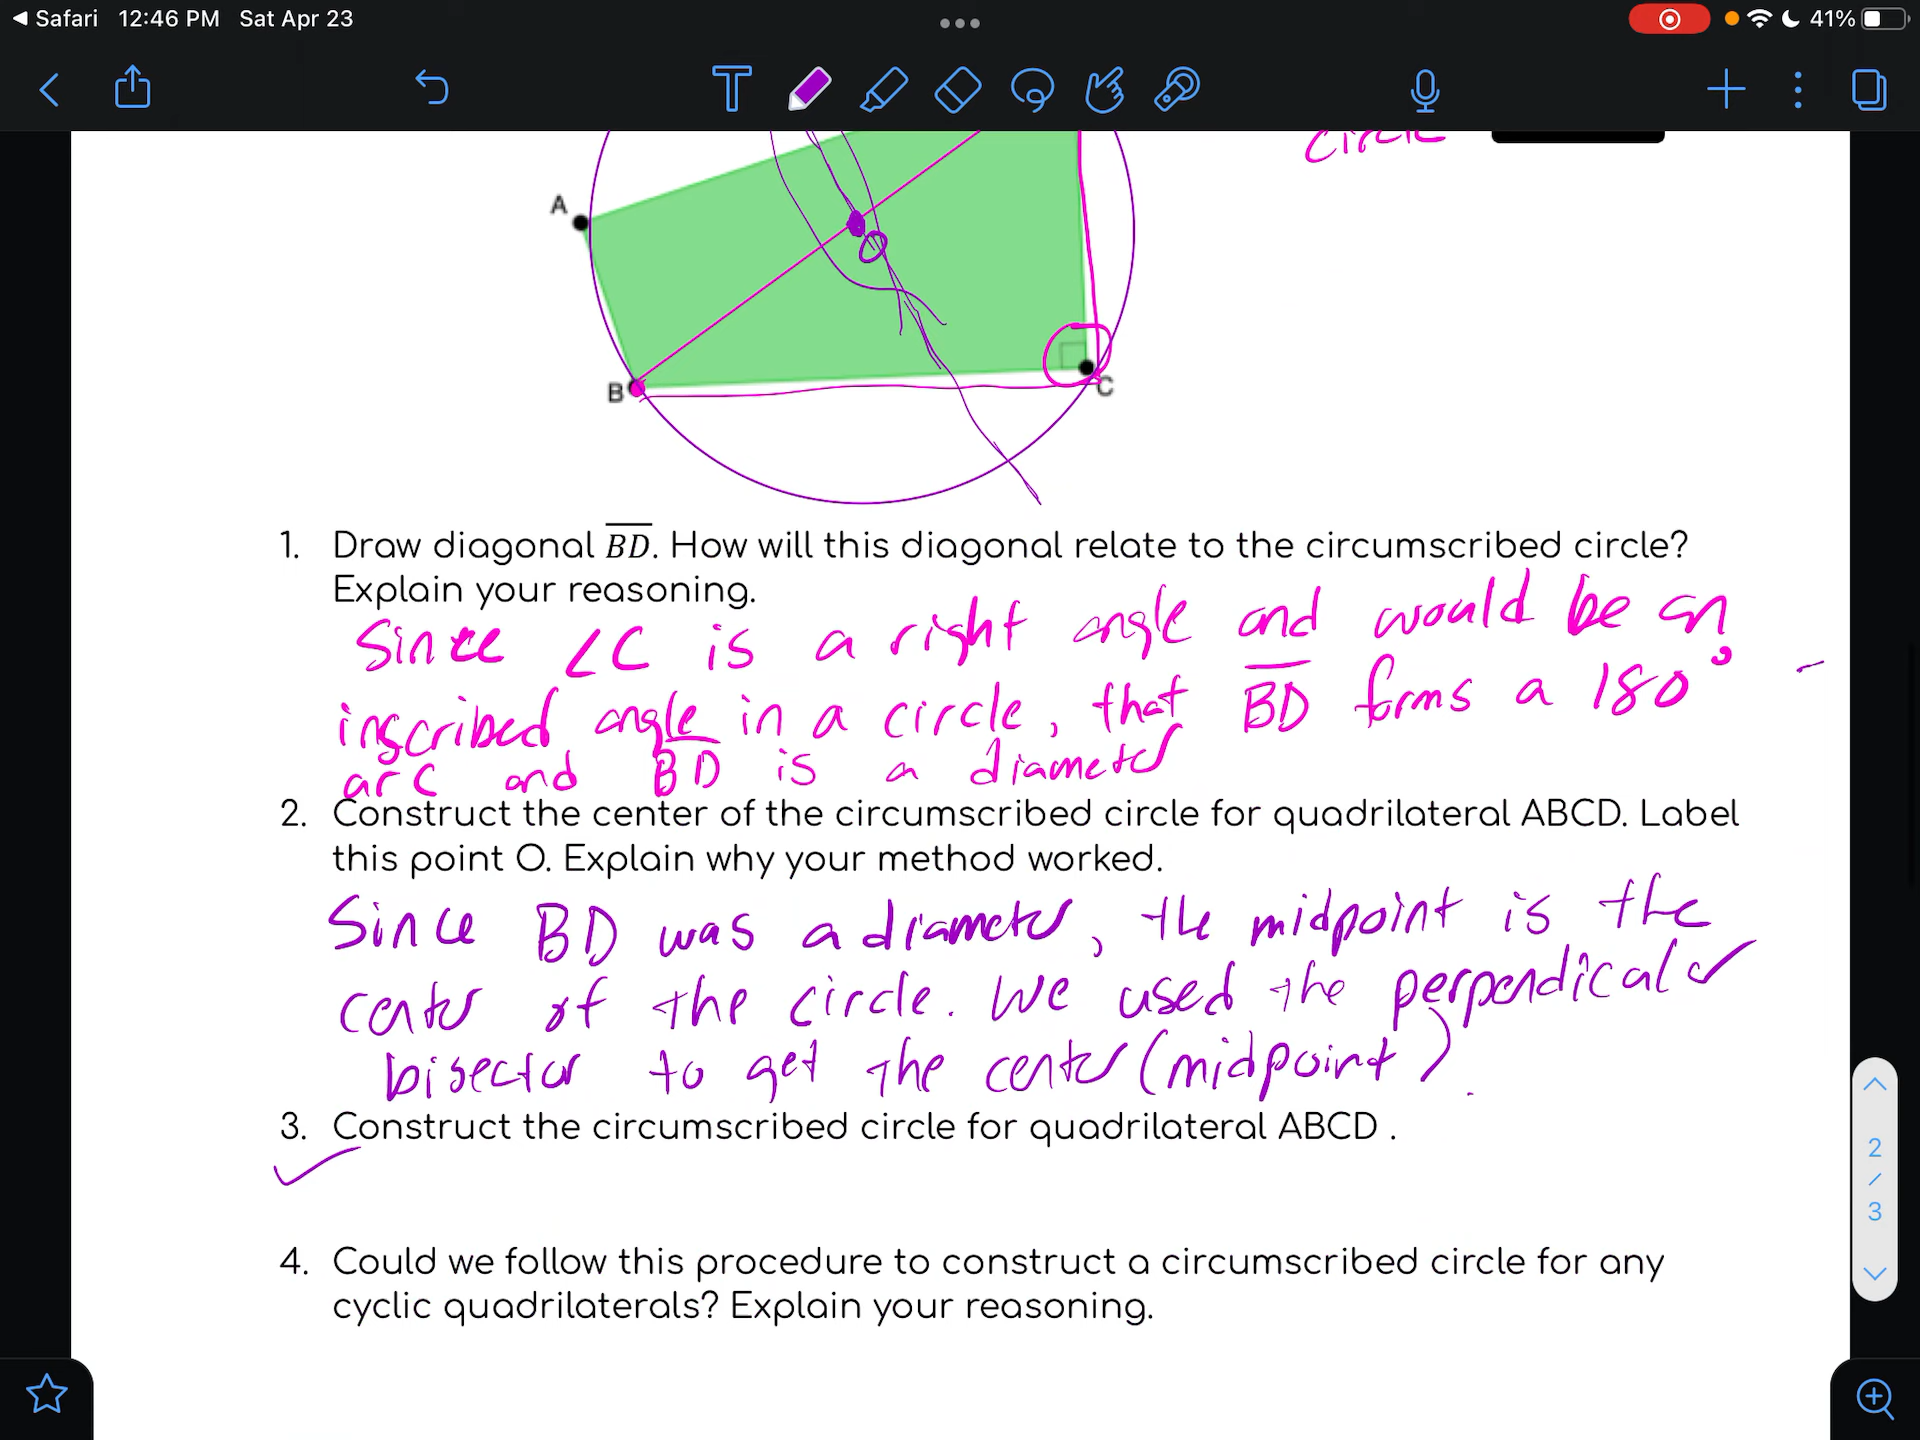 Safari 12:46 PM Sat Apr 23
41%
circle
A
O
B
C
1. Draw diagonal BD. How will this diagonal relate to the circumscribed circle?
Explain your reasoning.
Since ∠C is a right angle and would be an
inscribed angle in a circle, that BD forms a 180°
arc and BD is a diameter
2. Construct the center of the circumscribed circle for quadrilateral ABCD. Label
this point O. Explain why your method worked.
Since BD was a diameter, the midpoint is the
center of the circle. We used the perpendicular
bisector to get the center (midpoint).
3. Construct the circumscribed circle for quadrilateral ABCD .
4. Could we follow this procedure to construct a circumscribed circle for any
cyclic quadrilaterals? Explain your reasoning.
2
/
3